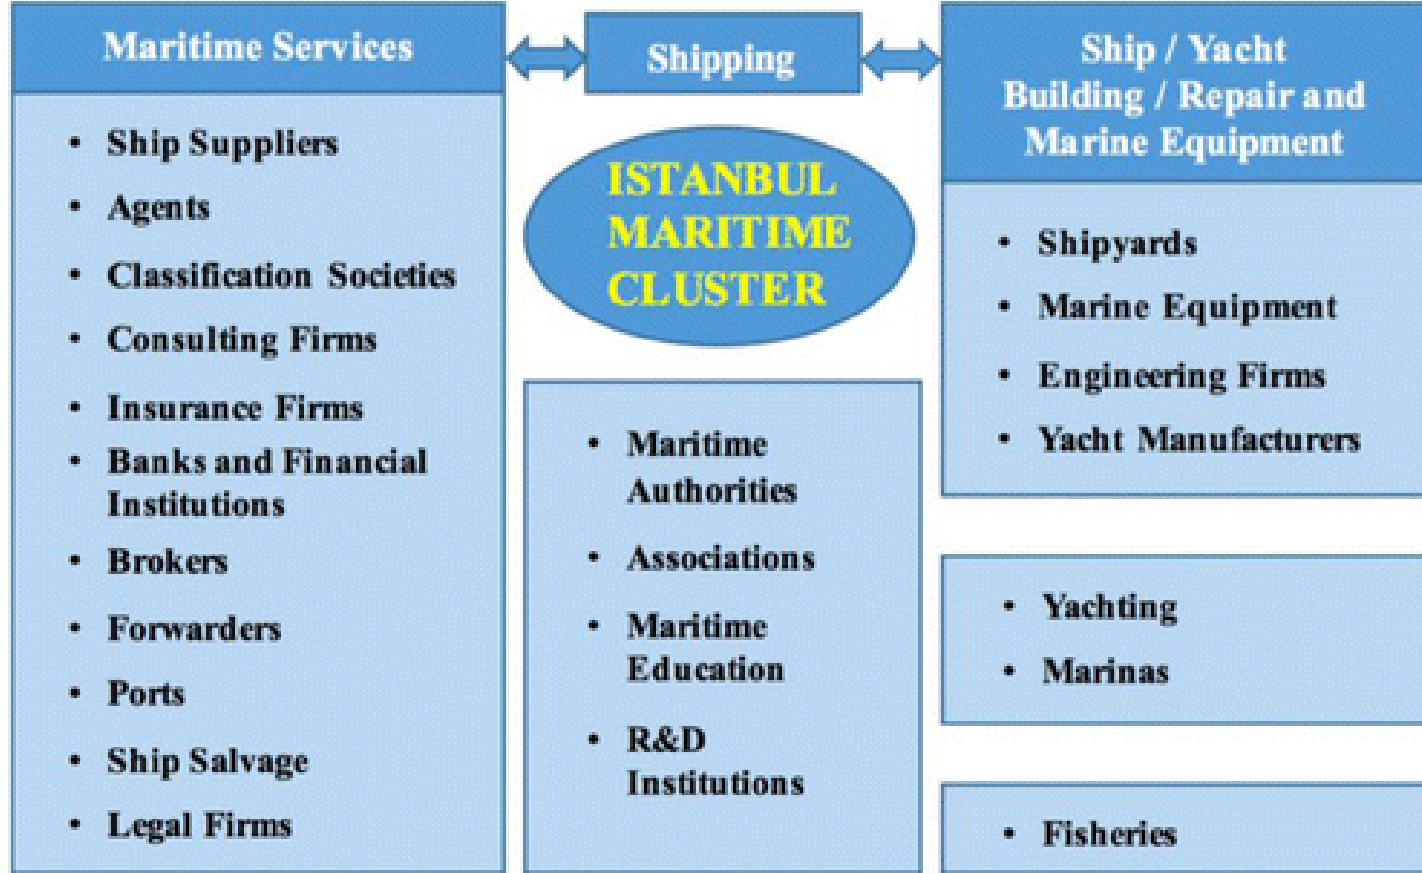 Maritime Services
• Ship Suppliers
• Agents
• Classification Societies
• Consulting Firms
• Insurance Firms
• Banks and Financial
Institutions
• Brokers
• Forwarders
• Ports
• Ship Salvage
• Legal Firms
Shipping
ISTANBUL
MARITIME
CLUSTER
• Maritime
Authorities
• Associations
• Maritime
Education
• R&D
Institutions
Ship / Yacht
Building / Repair and
Marine Equipment
• Shipyards
• Marine Equipment
• Engineering Firms
• Yacht Manufacturers
• Yachting
• Marinas
• Fisheries